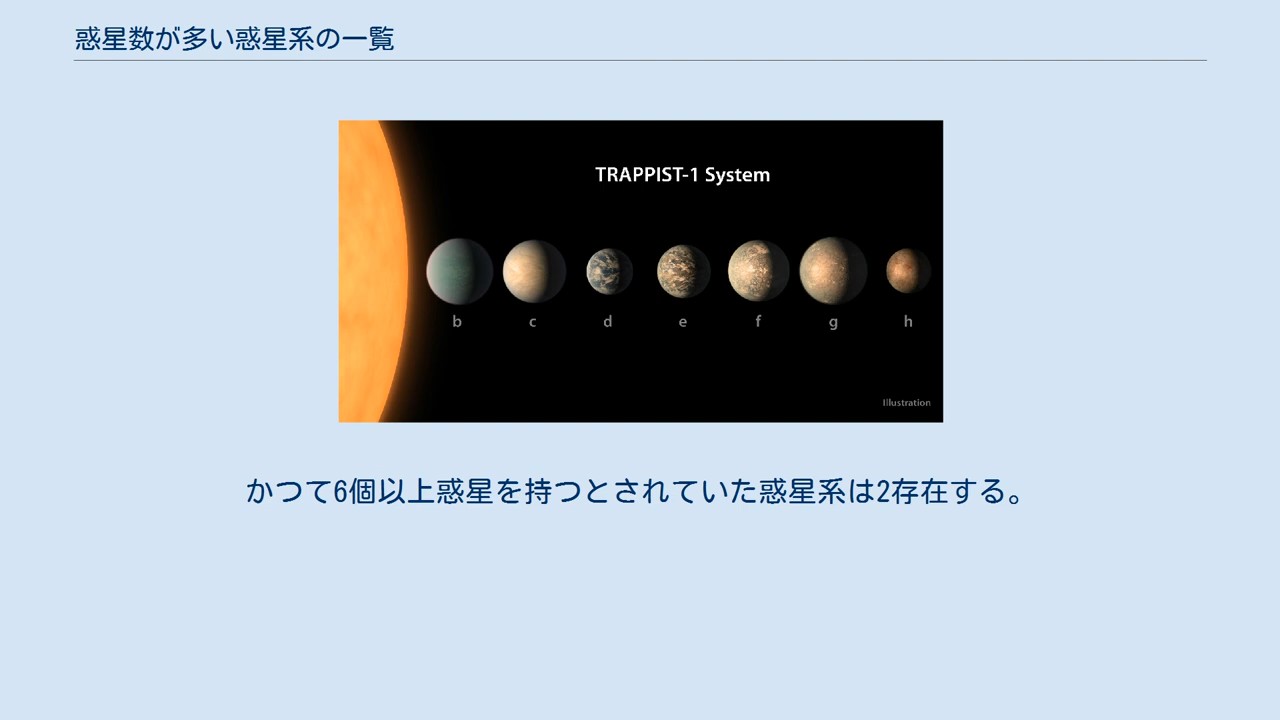 惑星数が多い惑星系の一覧
TRAPPIST-1 System
b c d e f g h
Illustration
かつて6個以上惑星を持つとされていた惑星系は2存在する。